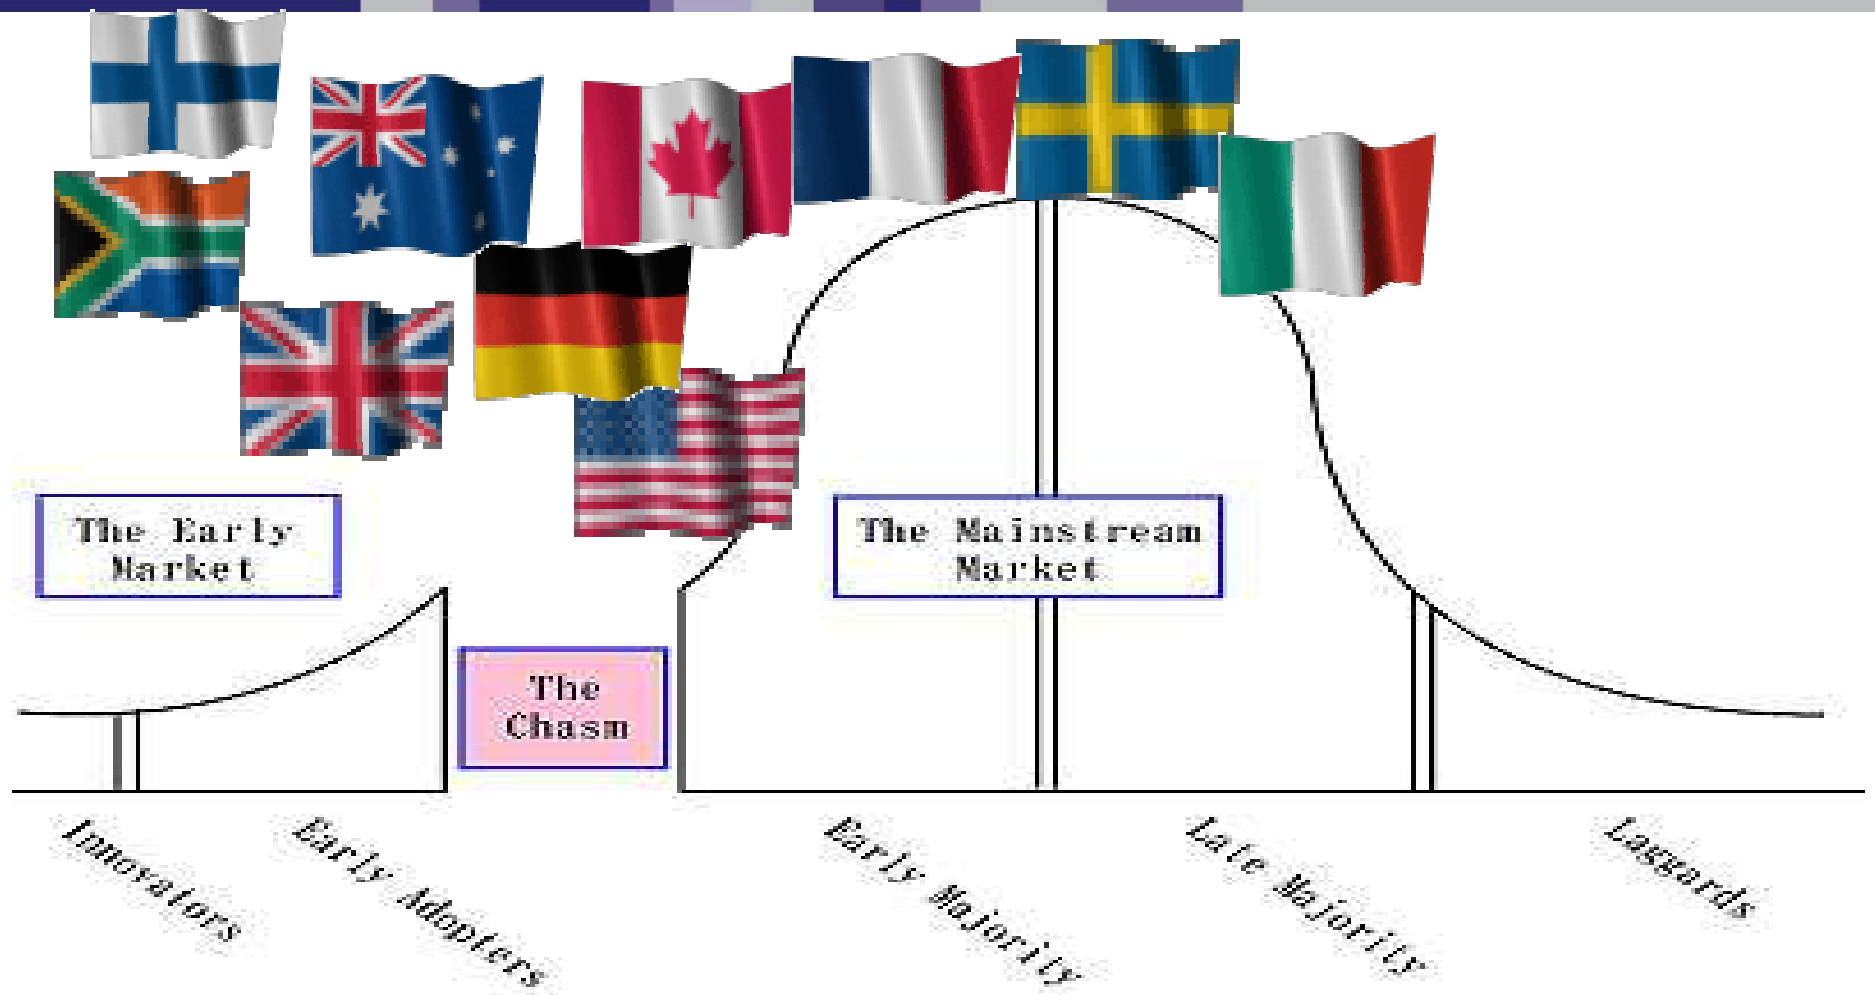 The Early
Market
The Mainstream
Market
The
Chasm
Innovators
Early Adopters
Early Majority
Late Majority
Laggards